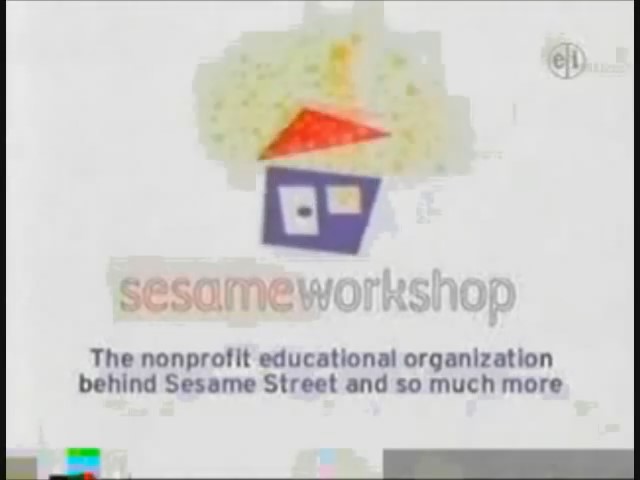 e/i
sesameworkshop
The nonprofit educational organization
behind Sesame Street and so much more